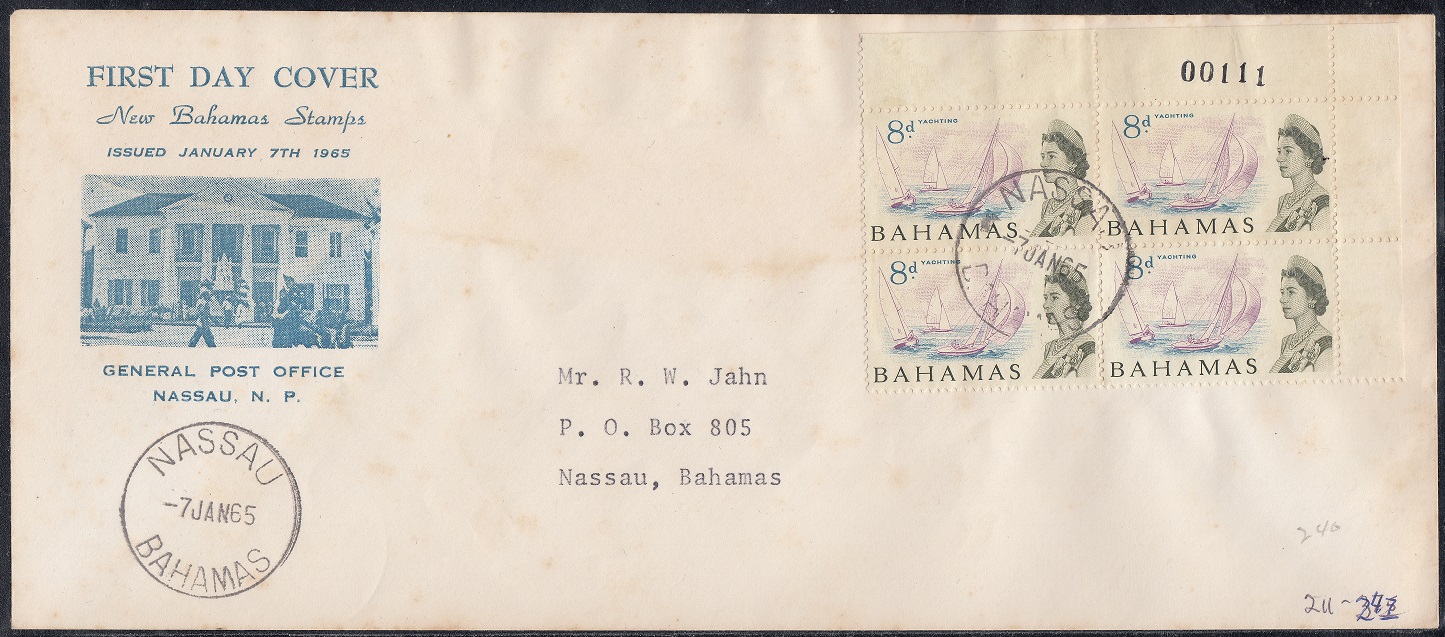 FIRST DAY COVER
New Bahamas Stamps
ISSUED JANUARY 7TH 1965
GENERAL POST OFFICE
NASSAU, N. P.
NASSAU
-7JAN65
BAHAMAS
Mr. R. W. Jahn
P. O. Box 805
Nassau, Bahamas
00111
8d YACHTING
BAHAMAS
8d YACHTING
BAHAMAS
8d YACHTING
BAHAMAS
8d YACHTING
BAHAMAS
NASSAU
-7JAN65
240